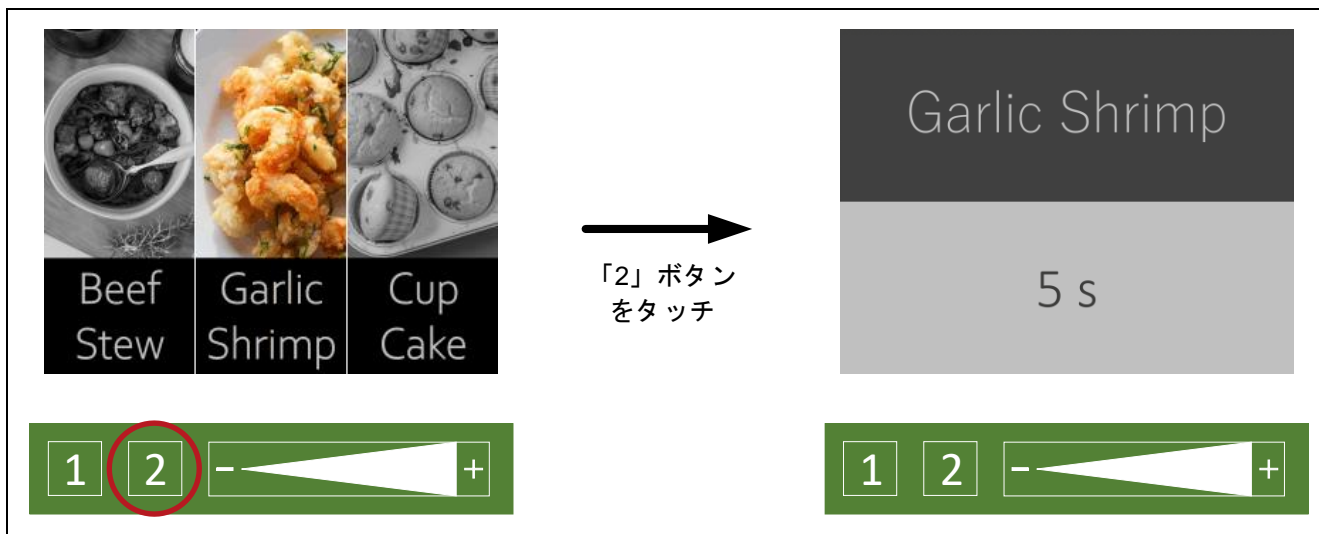 Beef
Stew
Garlic
Shrimp
Cup
Cake
1
2
-
+
「2」ボタン
をタッチ
Garlic Shrimp
5 s
1
2
-
+